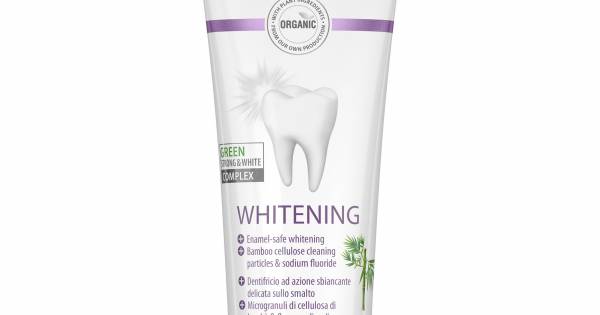 WITH PLANT INGREDIENTS
ORGANIC
FROM OUR OWN PRODUCTION
GREEN
STRONG & WHITE
COMPLEX
WHITENING
Enamel-safe whitening
Bamboo cellulose cleaning
particles & sodium fluoride
Dentifricio ad azione sbiancante
delicata sullo smalto
Microgranuli di cellulosa di